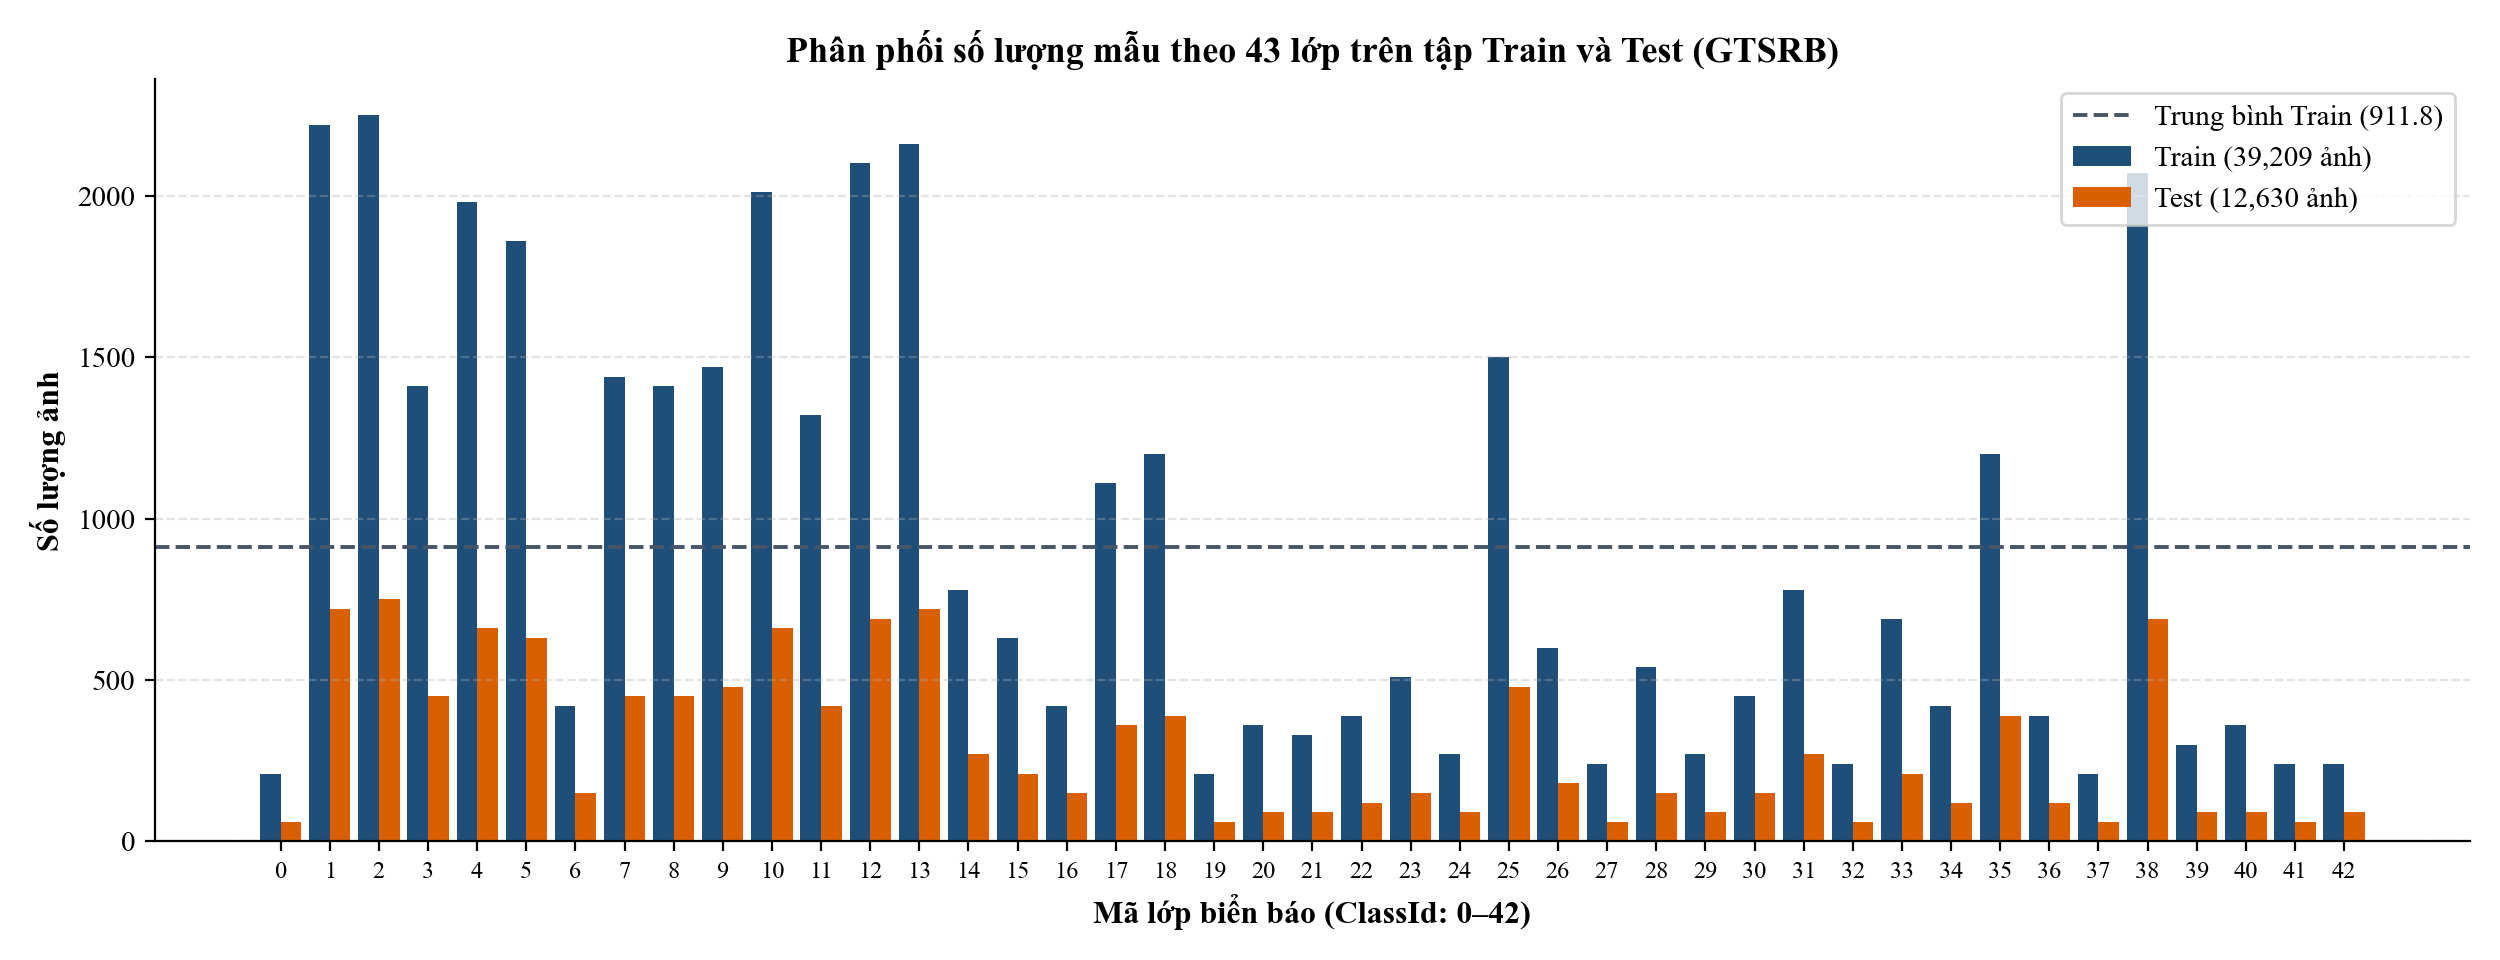 Phân phối số lượng mẫu theo 43 lớp trên tập Train và Test (GTSRB)
Trung bình Train (911.8)
Train (39,209 ảnh)
Test (12,630 ảnh)
Số lượng ảnh
2000
1500
1000
500
0
0 1 2 3 4 5 6 7 8 9 10 11 12 13 14 15 16 17 18 19 20 21 22 23 24 25 26 27 28 29 30 31 32 33 34 35 36 37 38 39 40 41 42
Mã lớp biển báo (ClassId: 0–42)